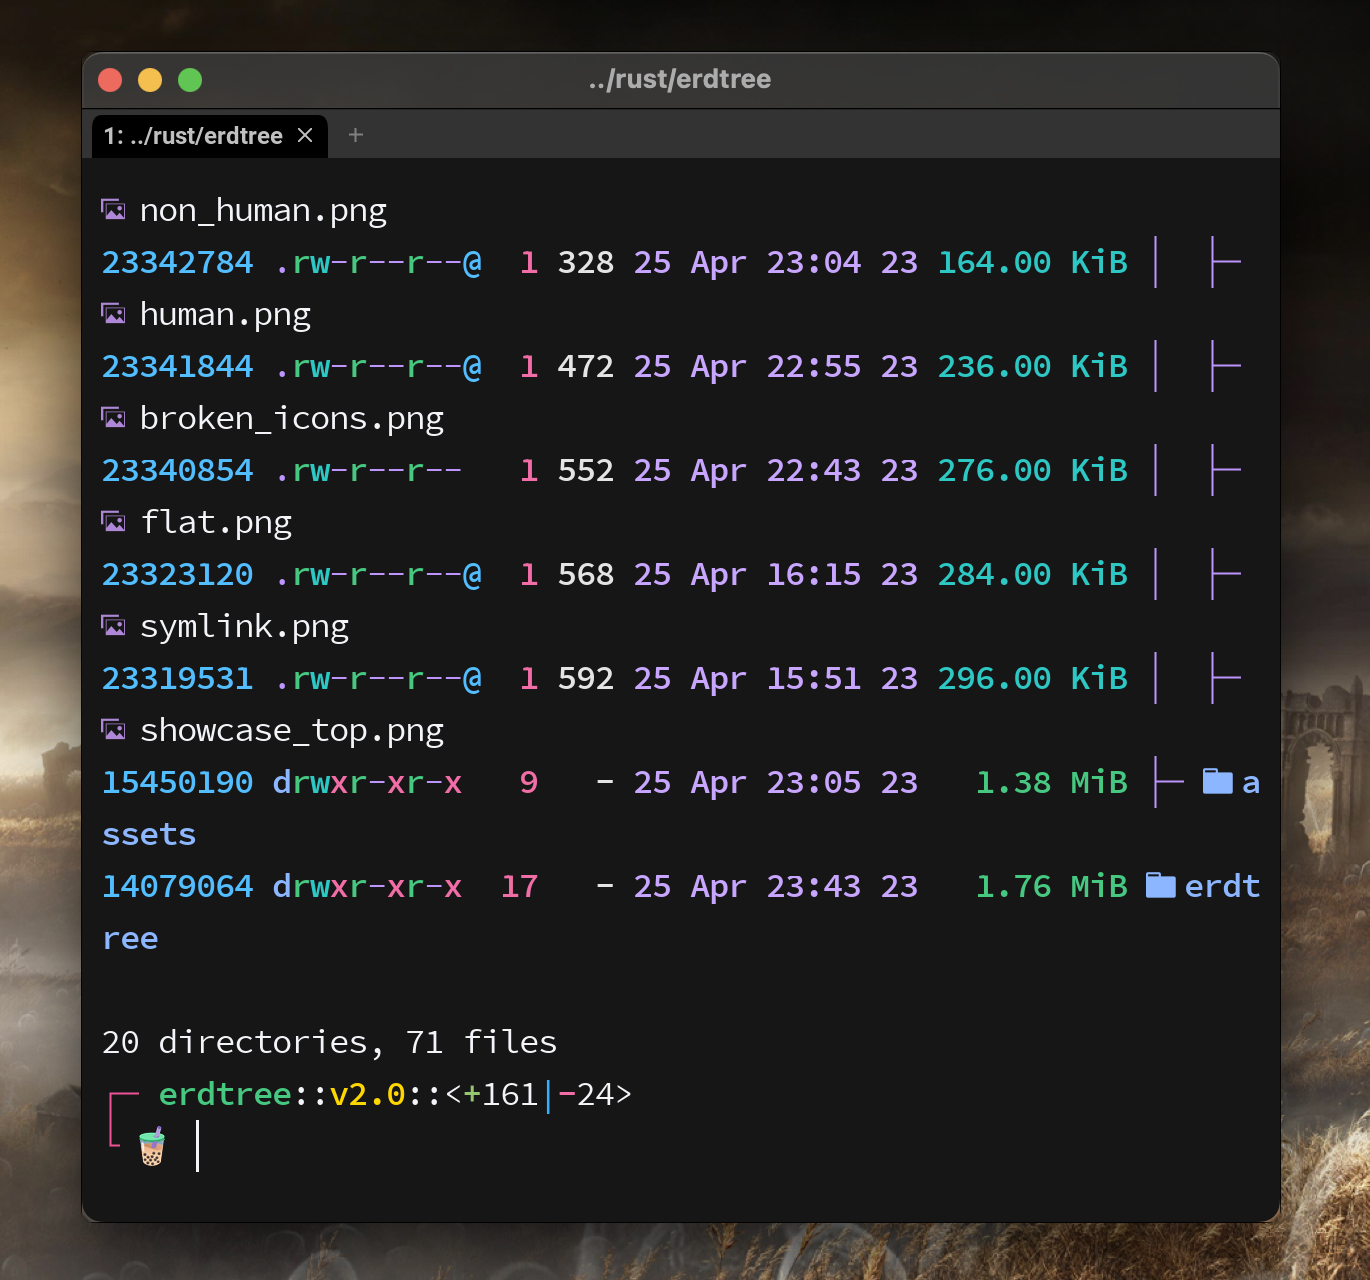 ../rust/erdtree
1: ../rust/erdtree × +
non_human.png
23342784 .rw-r--r--@  1 328 25 Apr 23:04 23 164.00 KiB │  ├─
human.png
23341844 .rw-r--r--@  1 472 25 Apr 22:55 23 236.00 KiB │  ├─
broken_icons.png
23340854 .rw-r--r--   1 552 25 Apr 22:43 23 276.00 KiB │  ├─
flat.png
23323120 .rw-r--r--@  1 568 25 Apr 16:15 23 284.00 KiB │  ├─
symlink.png
23319531 .rw-r--r--@  1 592 25 Apr 15:51 23 296.00 KiB │  ├─
showcase_top.png
15450190 drwxr-xr-x   9   - 25 Apr 23:05 23   1.38 MiB ├─ a
ssets
14079064 drwxr-xr-x  17   - 25 Apr 23:43 23   1.76 MiB erdt
ree
20 directories, 71 files
erdtree::v2.0::<+161|-24>